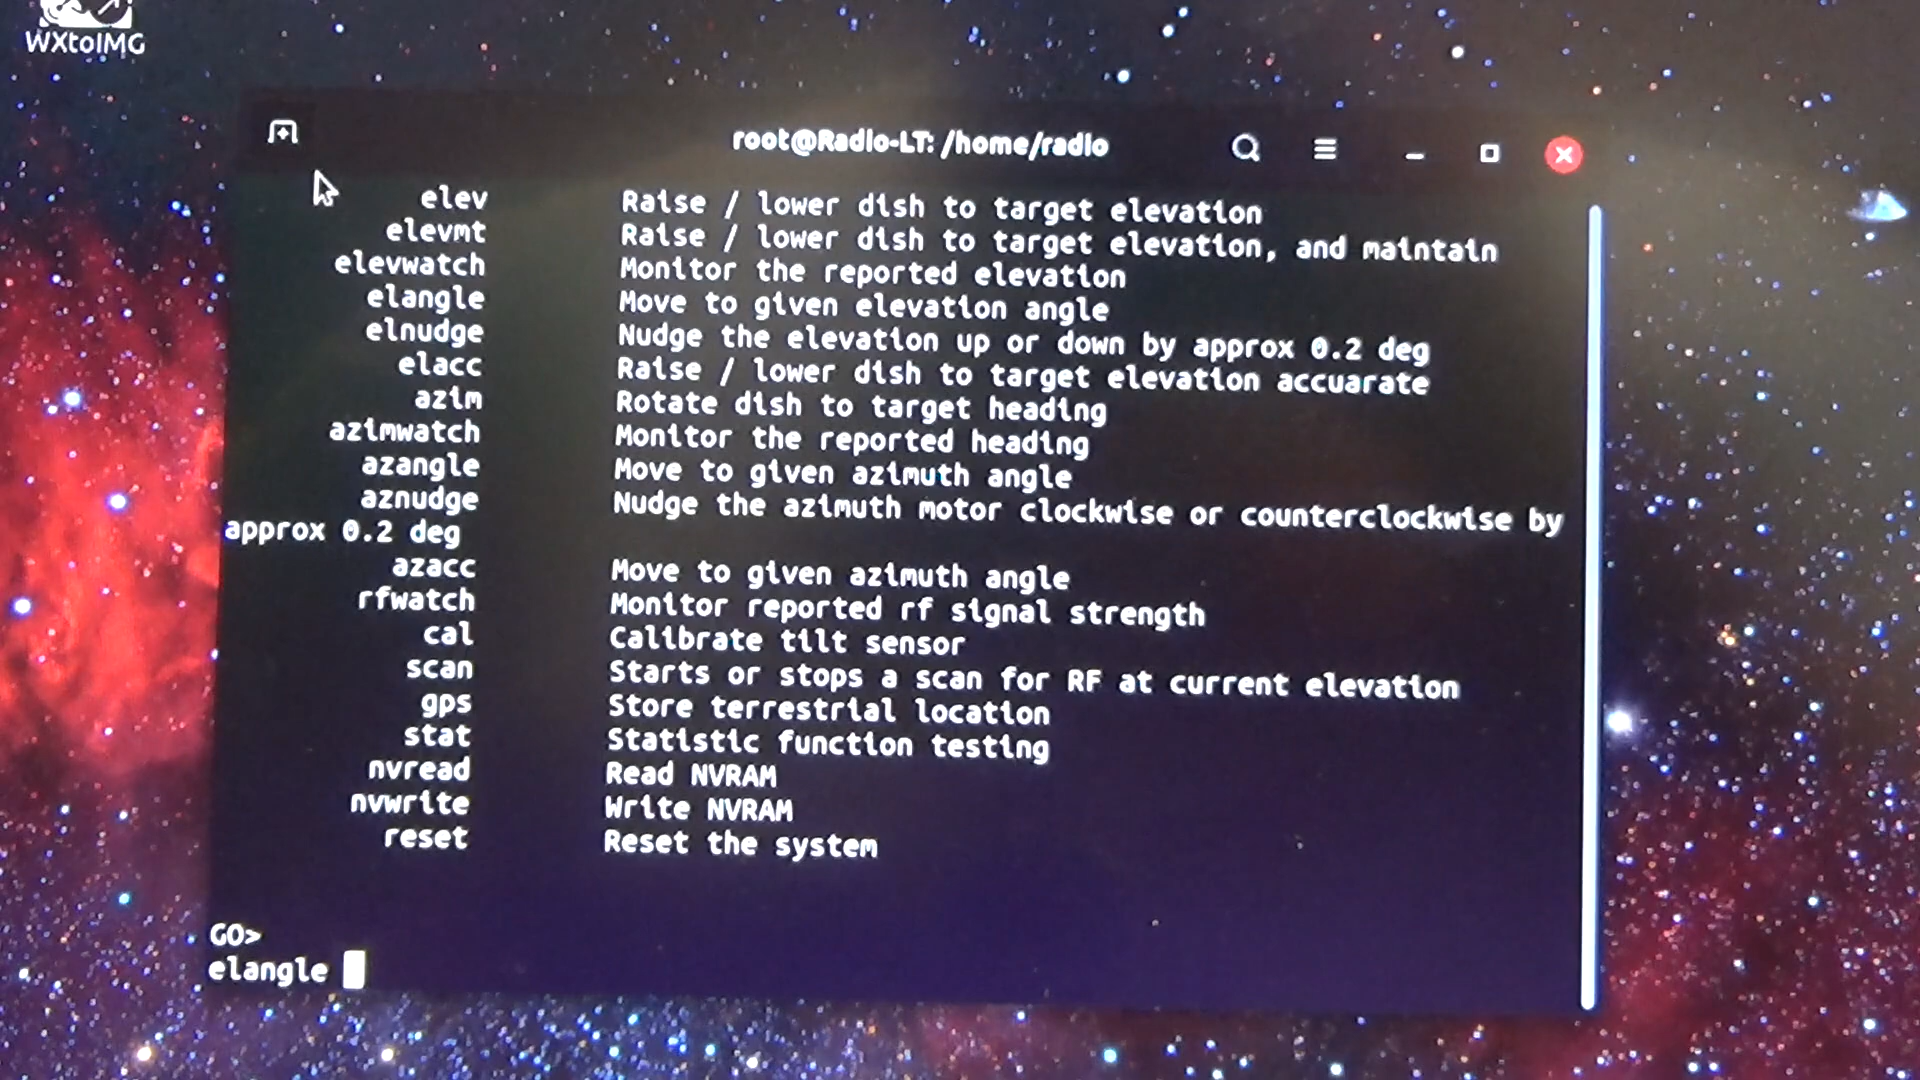 WXtoIMG
root@Radio-LT: /home/radio
elev Raise / lower dish to target elevation
elevmt Raise / lower dish to target elevation, and maintain
elevwatch Monitor the reported elevation
elangle Move to given elevation angle
elnudge Nudge the elevation up or down by approx 0.2 deg
elacc Raise / lower dish to target elevation accuarate
azim Rotate dish to target heading
azimwatch Monitor the reported heading
azangle Move to given azimuth angle
aznudge Nudge the azimuth motor clockwise or counterclockwise by
approx 0.2 deg
azacc Move to given azimuth angle
rfwatch Monitor reported rf signal strength
cal Calibrate tilt sensor
scan Starts or stops a scan for RF at current elevation
gps Store terrestrial location
stat Statistic function testing
nvread Read NVRAM
nvwrite Write NVRAM
reset Reset the system
GO>
elangle